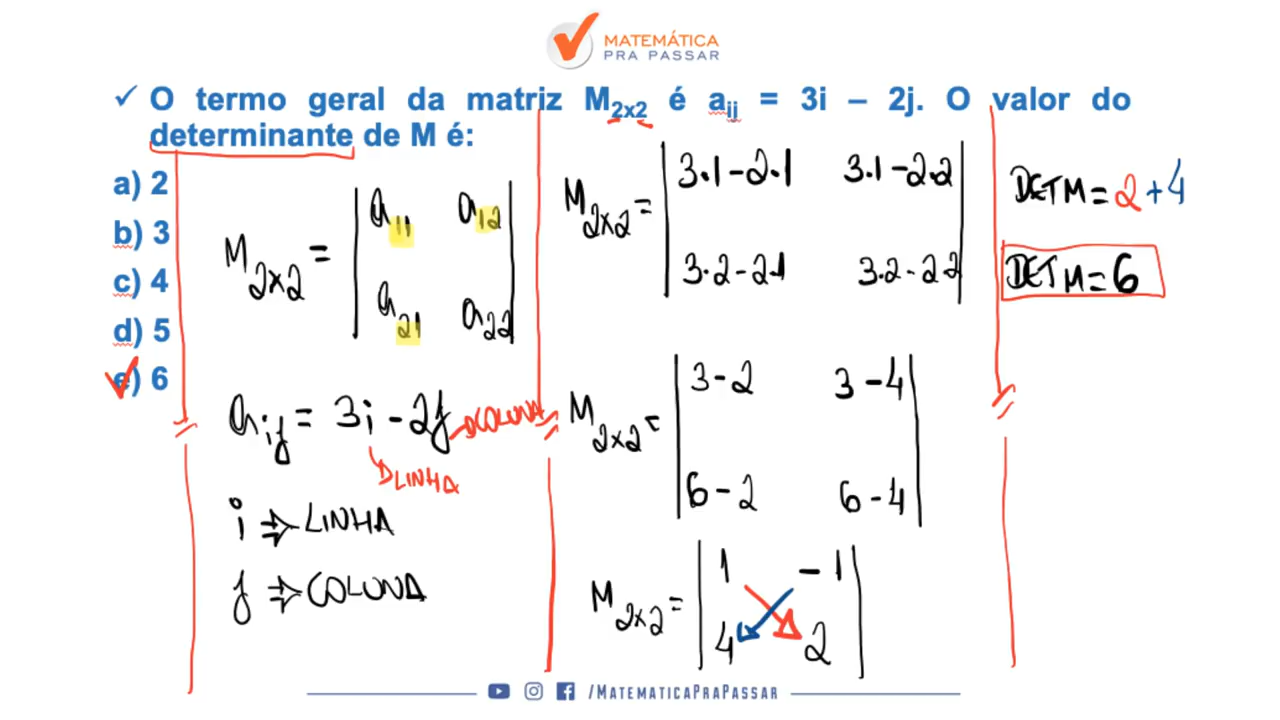 MATEMÁTICA
PRA PASSAR
✓ O termo geral da matriz M2x2 é aij = 3i – 2j. O valor do
determinante de M é:
a) 2
b) 3
c) 4
d) 5
e) 6
M2x2 =
a11 a12
a21 a22
aij = 3i - 2j
COLUNA
LINHA
i ⇒ LINHA
j ⇒ COLUNA
M2x2 =
3·1-2·1 3·1-2·2
3·2-2·1 3·2-2·2
M2x2 =
3-2 3-4
6-2 6-4
M2x2 =
1 -1
4 2
DET M = 2+4
DET M = 6
/MatematicaPraPassar